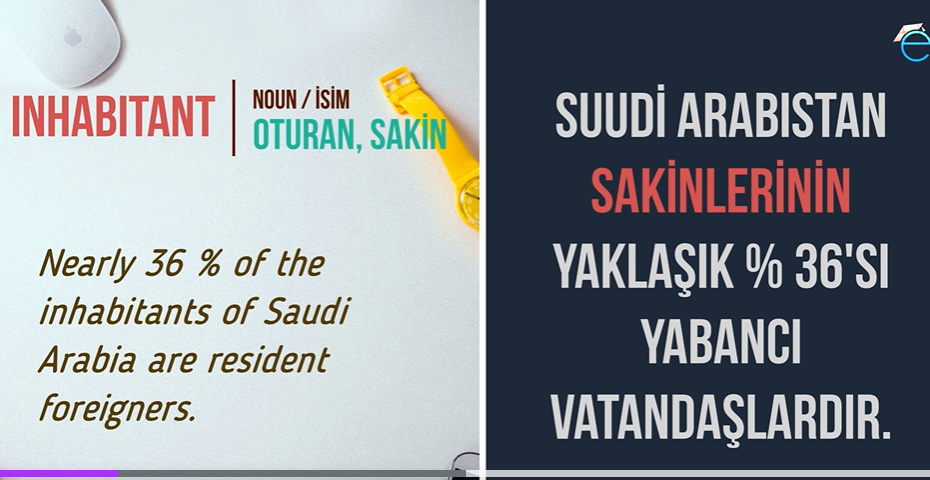 INHABITANT
NOUN / İSİM
OTURAN, SAKİN
Nearly 36 % of the
inhabitants of Saudi
Arabia are resident
foreigners.
e
SUUDİ ARABISTAN
SAKİNLERİNİN
YAKLAŞIK % 36'SI
YABANCI
VATANDAŞLARDIR.